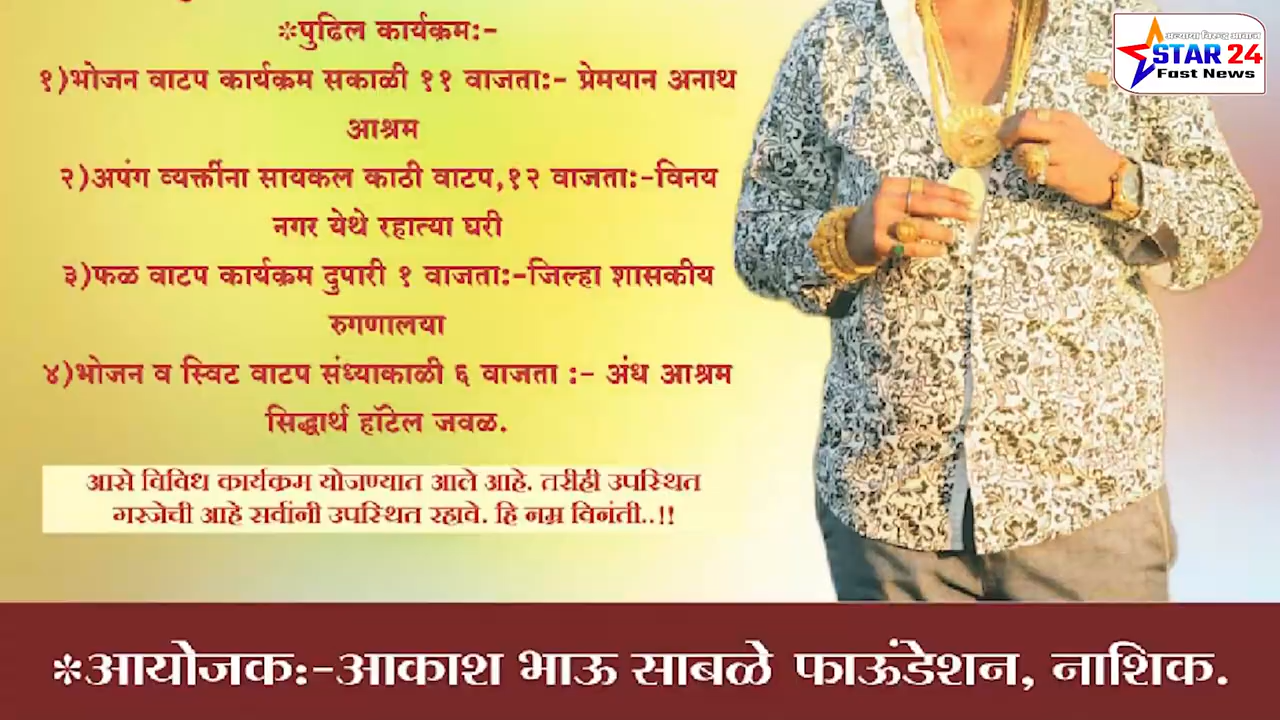 *पुढिल कार्यक्रम:-
१)भोजन वाटप कार्यक्रम सकाळी ११ वाजता:- प्रेमयान अनाथ
आश्रम
२)अपंग व्यक्तींना सायकल काठी वाटप,१२ वाजता:-विनय
नगर येथे रहात्या घरी
३)फळ वाटप कार्यक्रम दुपारी १ वाजता:-जिल्हा शासकीय
रुगणालया
४)भोजन व स्विट वाटप संध्याकाळी ६ वाजता :- अंध आश्रम
सिद्धार्थ हॉटेल जवळ.
आसे विविध कार्यक्रम योजण्यात आले आहे. तरीही उपस्थित
गरजेची आहे सर्वांनी उपस्थित रहावे. हि नम्र विनंती..!!
*आयोजक:-आकाश भाऊ साबळे फाऊंडेशन, नाशिक.
अन्याया विरुद्ध आवाज
STAR 24
Fast News